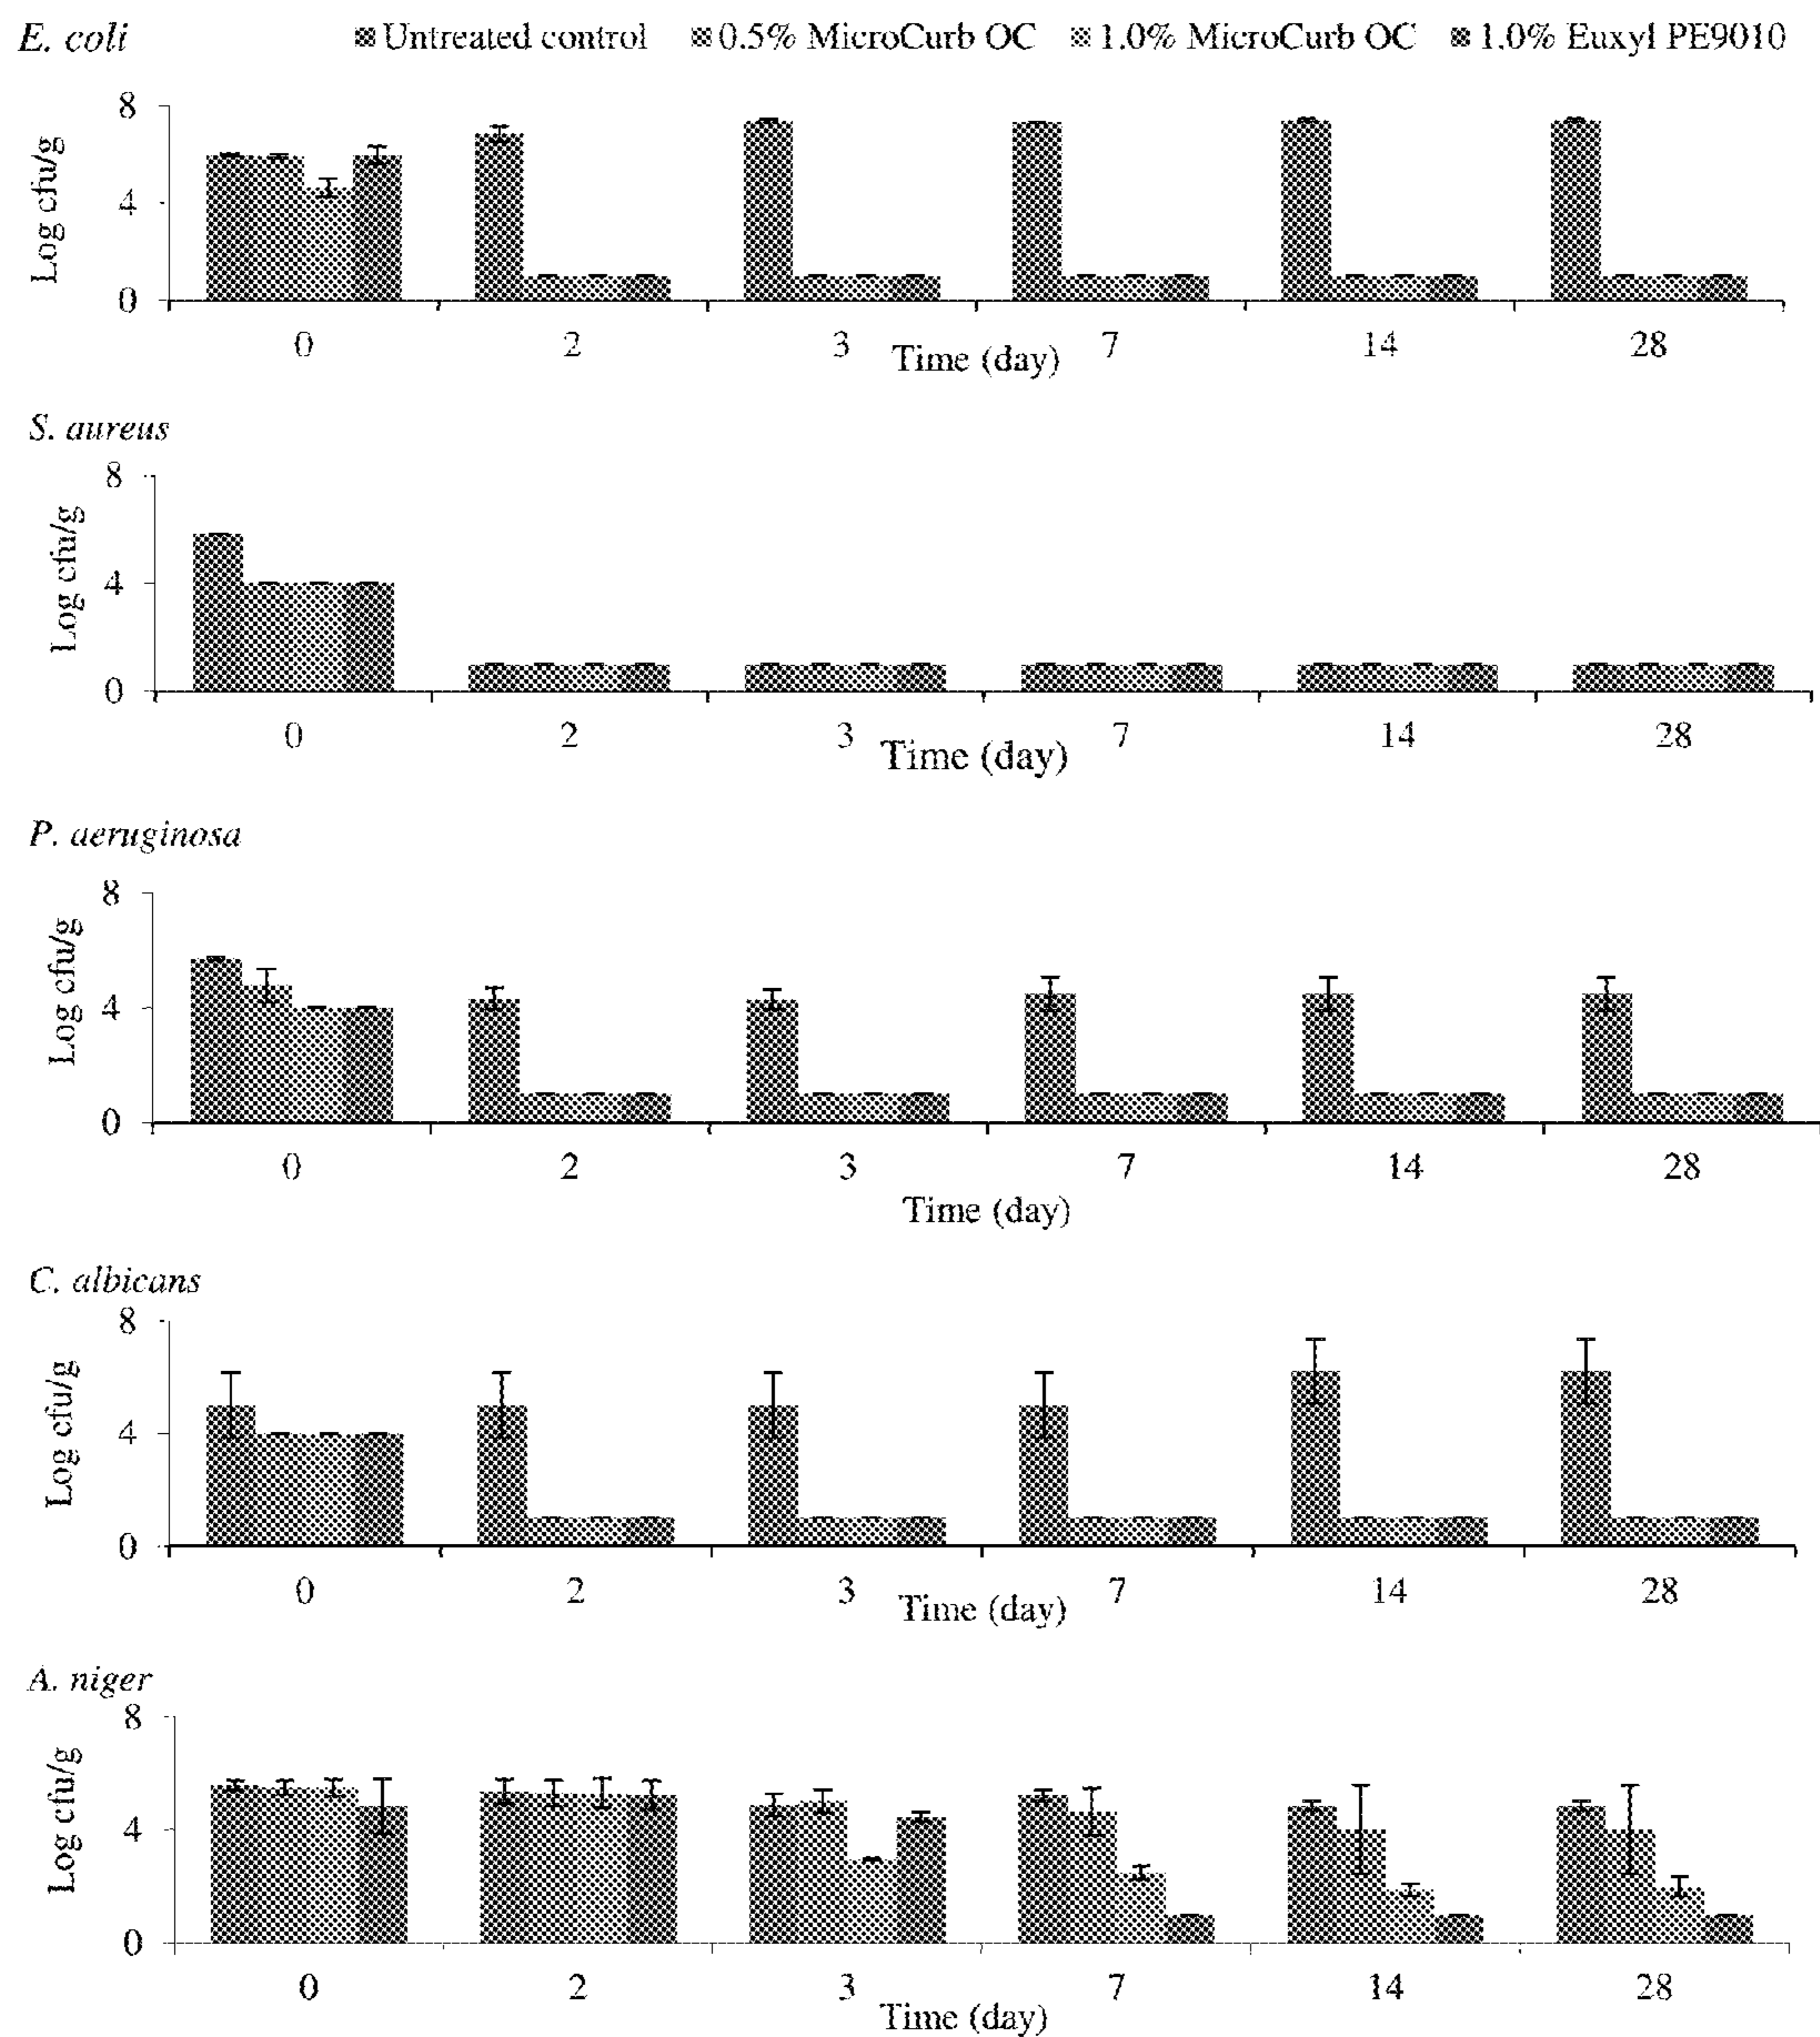 E. coli
Untreated control 0.5% MicroCurb OC 1.0% MicroCurb OC 1.0% Euxyl PE9010
8
Log cfu/g
4
0
0 2 3 7 14 28
Time (day)
S. aureus
8
Log cfu/g
4
0
0 2 3 7 14 28
Time (day)
P. aeruginosa
8
Log cfu/g
4
0
0 2 3 7 14 28
Time (day)
C. albicans
8
Log cfu/g
4
0
0 2 3 7 14 28
Time (day)
A. niger
8
Log cfu/g
4
0
0 2 3 7 14 28
Time (day)